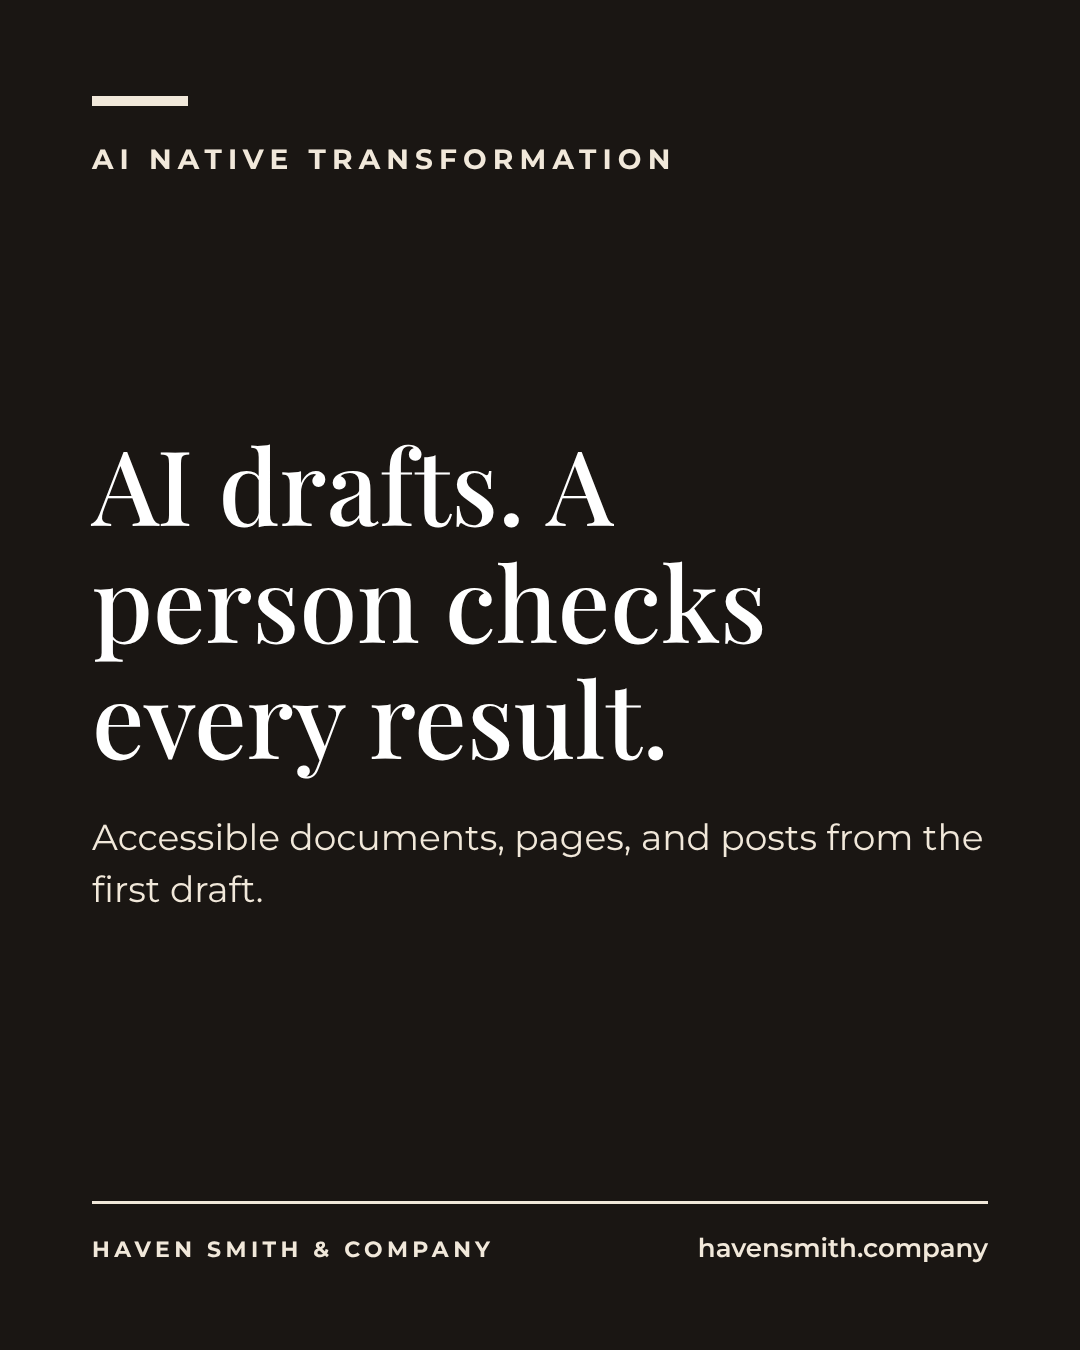 AI NATIVE TRANSFORMATION
AI drafts. A
person checks
every result.
Accessible documents, pages, and posts from the
first draft.
HAVEN SMITH & COMPANY
havensmith.company